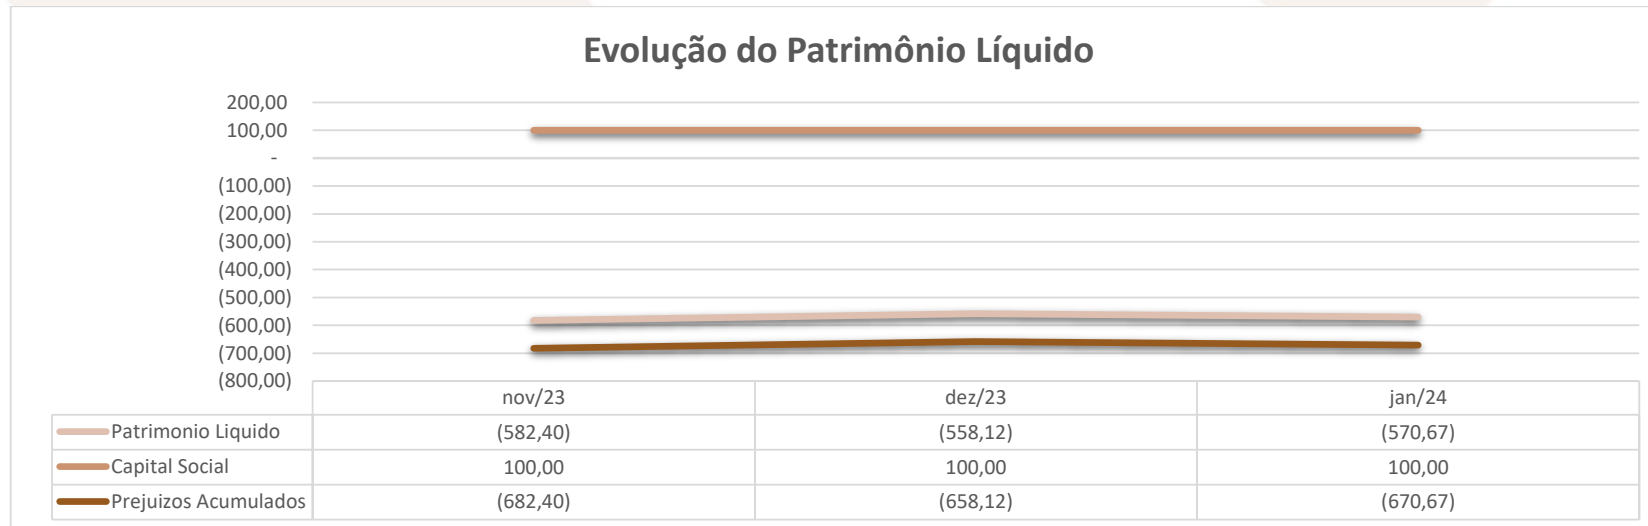 Evolução do Patrimônio Líquido
200,00
100,00
-
(100,00)
(200,00)
(300,00)
(400,00)
(500,00)
(600,00)
(700,00)
(800,00)
nov/23 dez/23 jan/24
Patrimonio Liquido (582,40) (558,12) (570,67)
Capital Social 100,00 100,00 100,00
Prejuizos Acumulados (682,40) (658,12) (670,67)